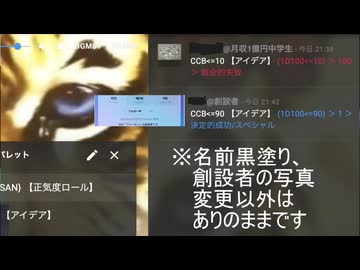 @月収1億円中学生 - 今日 21:38
CCB<=10 【アイデア】 (1D100<=10) > 100
> 致命的失敗
@創設者 - 今日 21:42
CCB<=90 【アイデア】 (1D100<=90) > 1 >
決定的成功/スペシャル
パレット
SAN} 【正気度ロール】
【アイデア】
※名前黒塗り、
創設者の写真
変更以外は
ありのままです